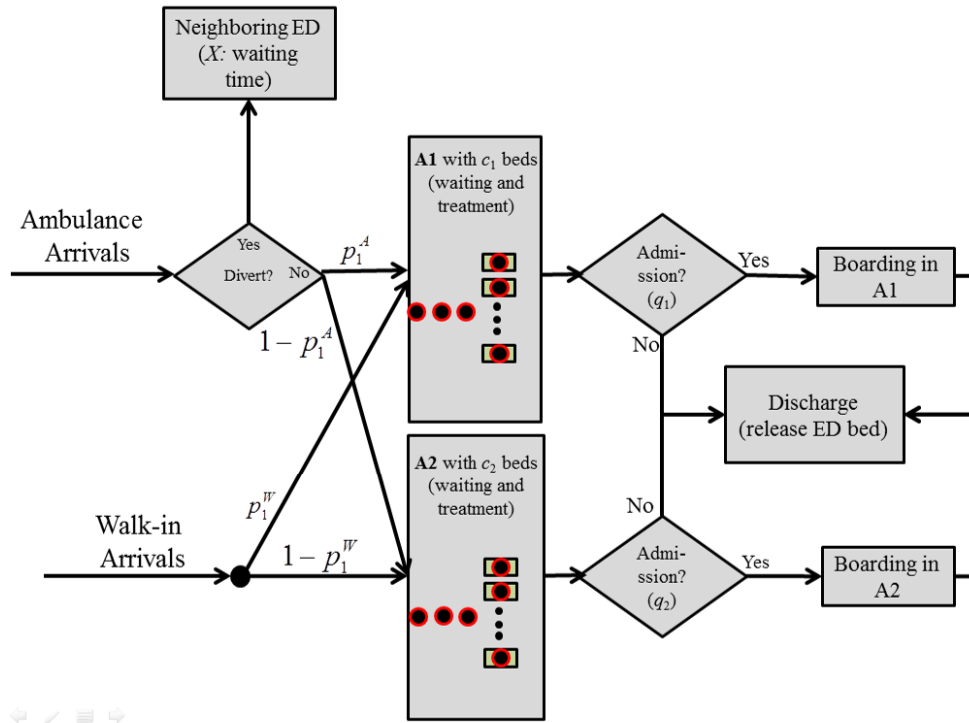 Neighboring ED
(X: waiting
time)
Ambulance
Arrivals
Yes
Divert?
No
p₁ᴬ
1 − p₁ᴬ
A1 with c₁ beds
(waiting and
treatment)
Admi-
ssion?
(q₁)
Yes
Boarding in
A1
No
Discharge
(release ED bed)
Walk-in
Arrivals
p₁ᵂ
1 − p₁ᵂ
A2 with c₂ beds
(waiting and
treatment)
No
Admi-
ssion?
(q₂)
Yes
Boarding in
A2